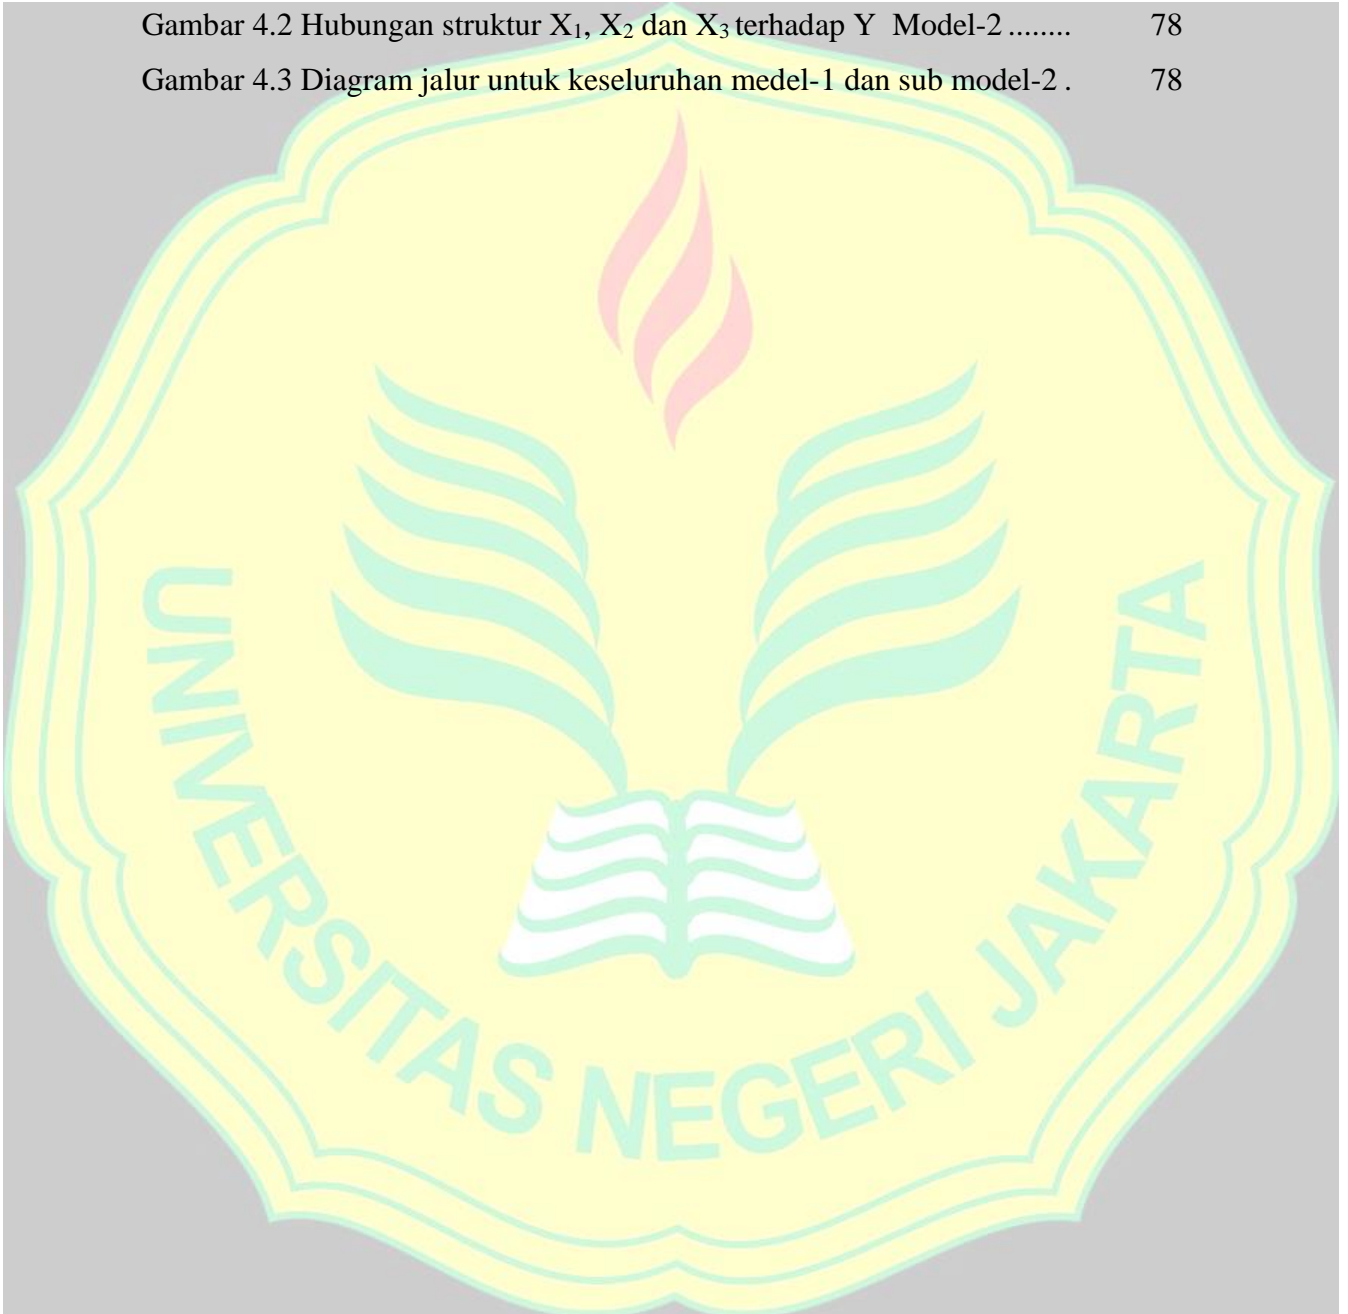 Gambar 4.2 Hubungan struktur X₁, X₂ dan X₃ terhadap Y Model-2 ........ 78
Gambar 4.3 Diagram jalur untuk keseluruhan medel-1 dan sub model-2 . 78
UNIVERSITAS NEGERI JAKARTA